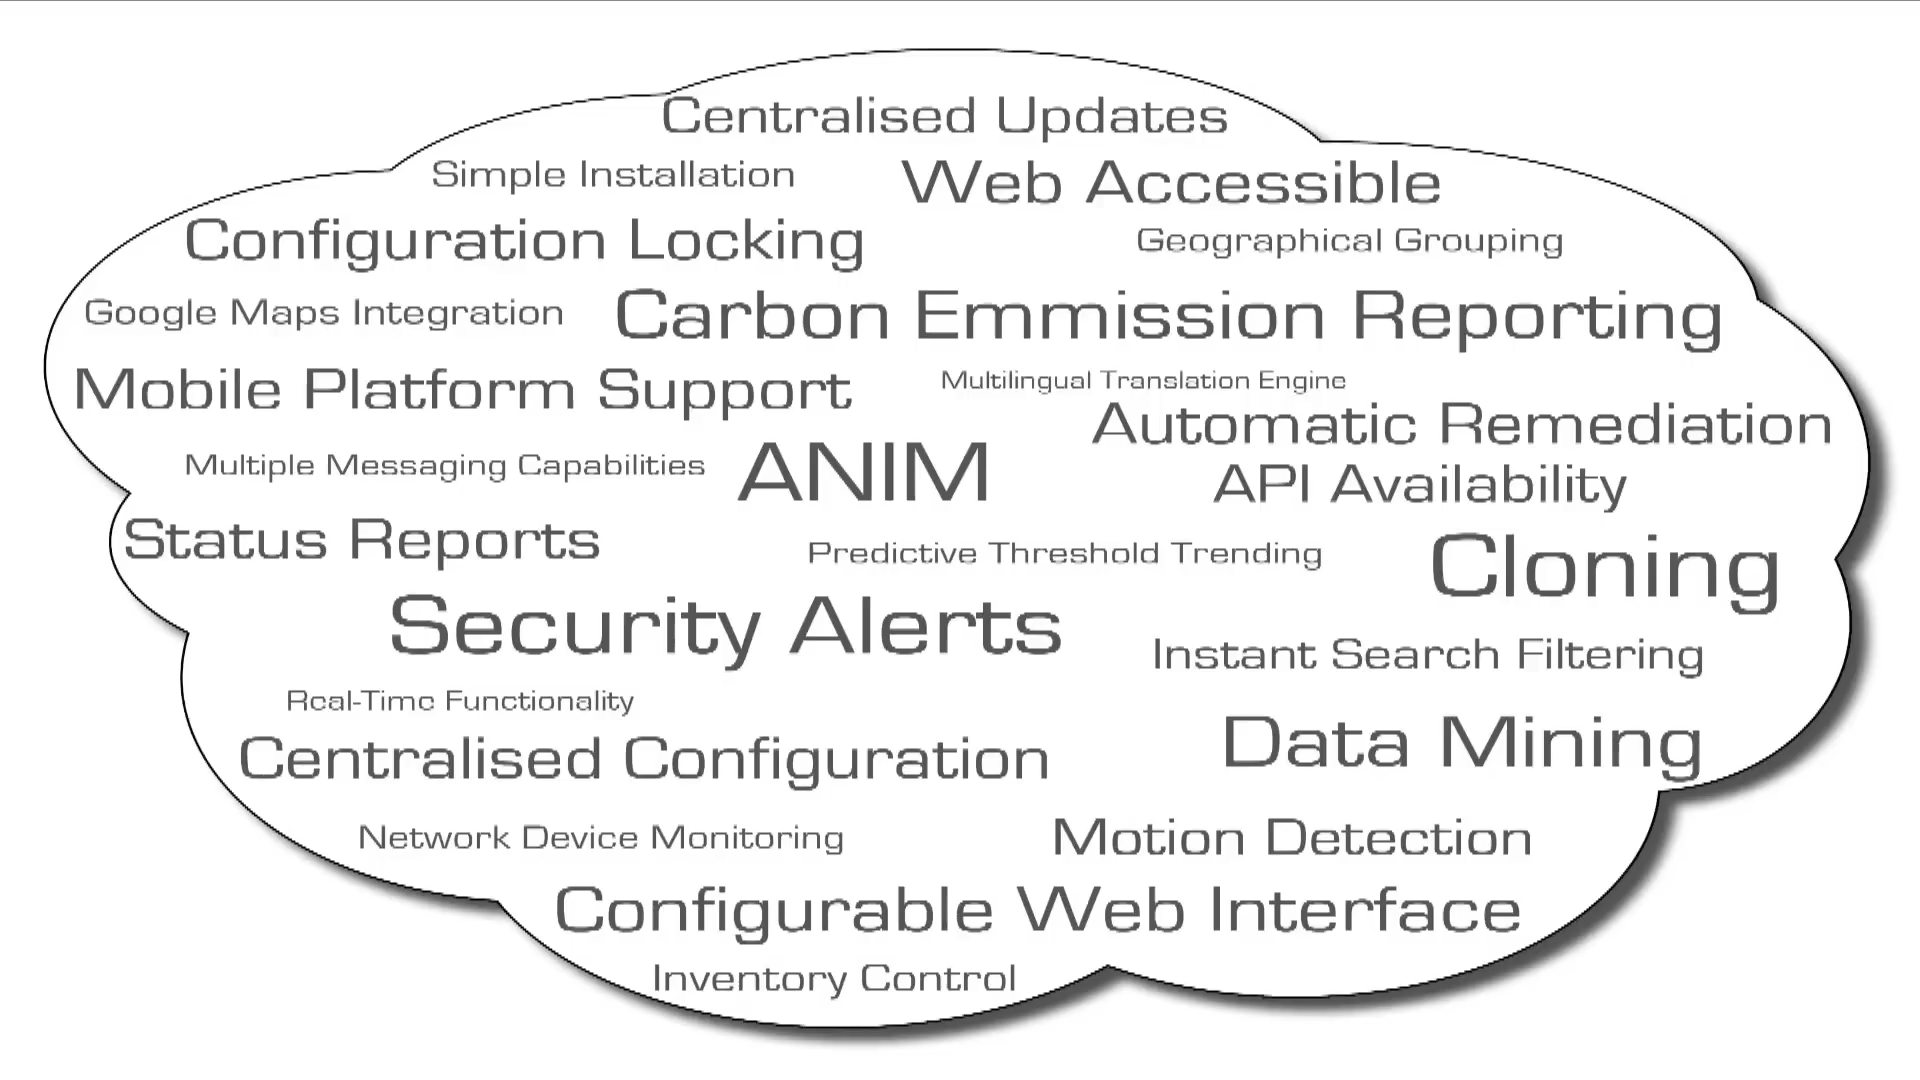 Centralised Updates
Simple Installation
Web Accessible
Configuration Locking
Geographical Grouping
Google Maps Integration
Carbon Emmission Reporting
Mobile Platform Support
Multilingual Translation Engine
Automatic Remediation
Multiple Messaging Capabilities
ANIM
API Availability
Status Reports
Predictive Threshold Trending
Cloning
Security Alerts
Instant Search Filtering
Real-Time Functionality
Data Mining
Centralised Configuration
Network Device Monitoring
Motion Detection
Configurable Web Interface
Inventory Control